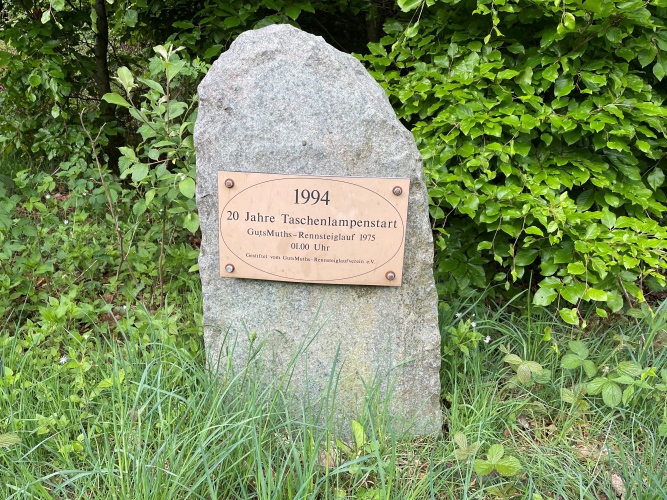 1994
20 Jahre Taschenlampenstart
GutsMuths-Rennsteiglauf 1975
01.00 Uhr
Gestiftet vom GutsMuths-Rennsteiglaufverein e.V.